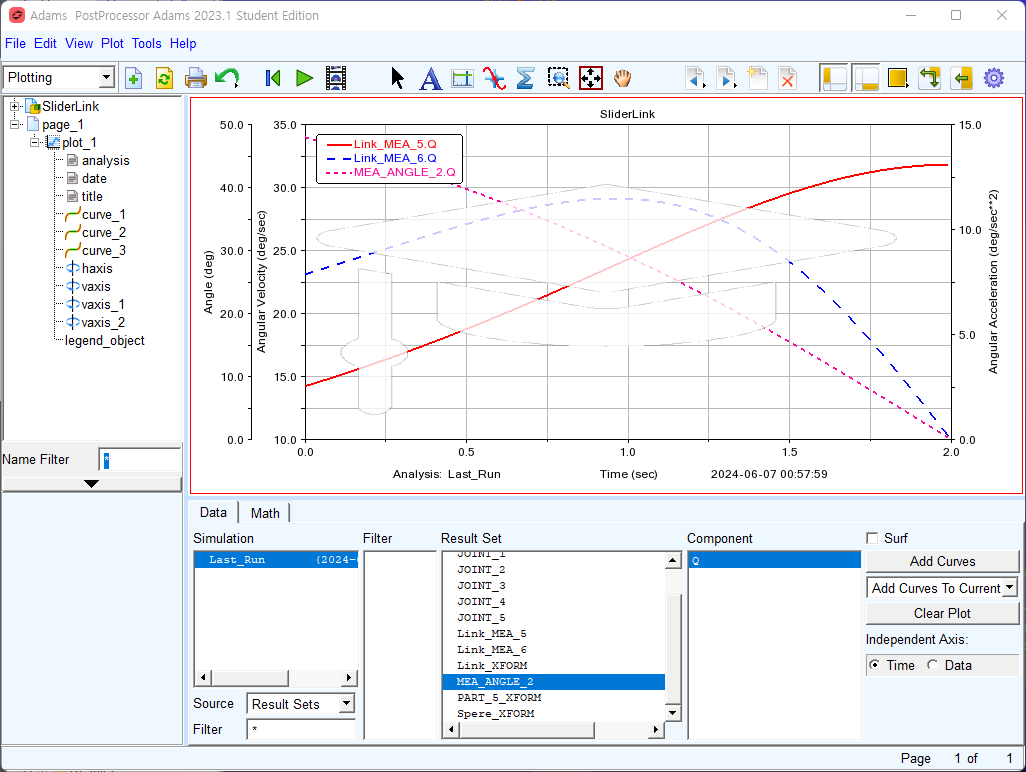 Adams PostProcessor Adams 2023.1 Student Edition
File Edit View Plot Tools Help
Plotting
SliderLink
page_1
plot_1
analysis
date
title
curve_1
curve_2
curve_3
haxis
vaxis
vaxis_1
vaxis_2
legend_object
Name Filter *
SliderLink
Link_MEA_5.Q
Link_MEA_6.Q
MEA_ANGLE_2.Q
Angle (deg)
50.0
40.0
30.0
20.0
10.0
0.0
Angular Velocity (deg/sec)
35.0
30.0
25.0
20.0
15.0
10.0
15.0
10.0
5.0
0.0
Angular Acceleration (deg/sec**2)
0.0 0.5 1.0 1.5 2.0
Analysis: Last_Run Time (sec) 2024-06-07 00:57:59
Data Math
Simulation
Last_Run (2024-
Source Result Sets
Filter *
Filter
Result Set
JOINT_1
JOINT_2
JOINT_3
JOINT_4
JOINT_5
Link_MEA_5
Link_MEA_6
Link_XFORM
MEA_ANGLE_2
PART_5_XFORM
Spere_XFORM
Component
Q
Surf
Add Curves
Add Curves To Current
Clear Plot
Independent Axis:
Time Data
Page 1 of 1